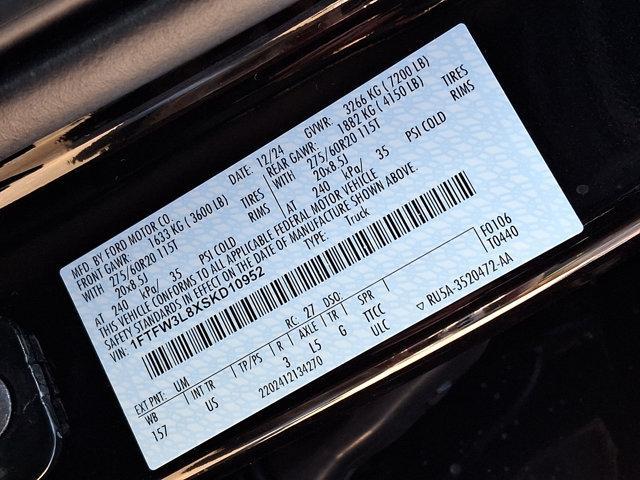 MFD. BY FORD MOTOR CO. DATE: 12/24 GVWR: 3266 KG ( 7200 LB)
FRONT GAWR: 1633 KG ( 3600 LB) REAR GAWR: 1882 KG ( 4150 LB)
WITH 275/60R20 115T TIRES WITH 275/60R20 115T TIRES
20x8.5J RIMS 20x8.5J RIMS
AT 240 kPa/ 35 PSI COLD AT 240 kPa/ 35 PSI COLD
THIS VEHICLE CONFORMS TO ALL APPLICABLE FEDERAL MOTOR VEHICLE
SAFETY STANDARDS IN EFFECT ON THE DATE OF MANUFACTURE SHOWN ABOVE.
VIN: 1FTFW3L8XSKD10952 TYPE: Truck
F0106
T0440
EXT PNT: UM RC: 27 DSO:
WB INT TR TP/PS R AXLE TR SPR
157 US 3 L5 G TTCC
2202412134270 ULC
▽ RU5A-3520472-AA